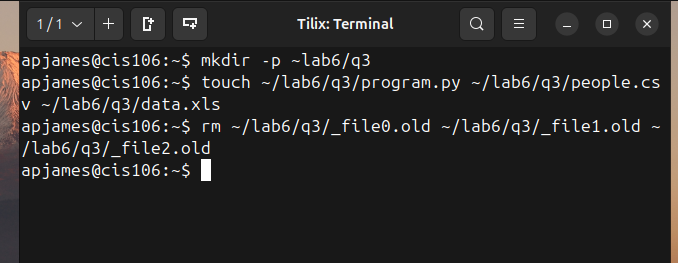 1 / 1
Tilix: Terminal
apjames@cis106:~$ mkdir -p ~lab6/q3
apjames@cis106:~$ touch ~/lab6/q3/program.py ~/lab6/q3/people.cs
v ~/lab6/q3/data.xls
apjames@cis106:~$ rm ~/lab6/q3/_file0.old ~/lab6/q3/_file1.old ~
/lab6/q3/_file2.old
apjames@cis106:~$